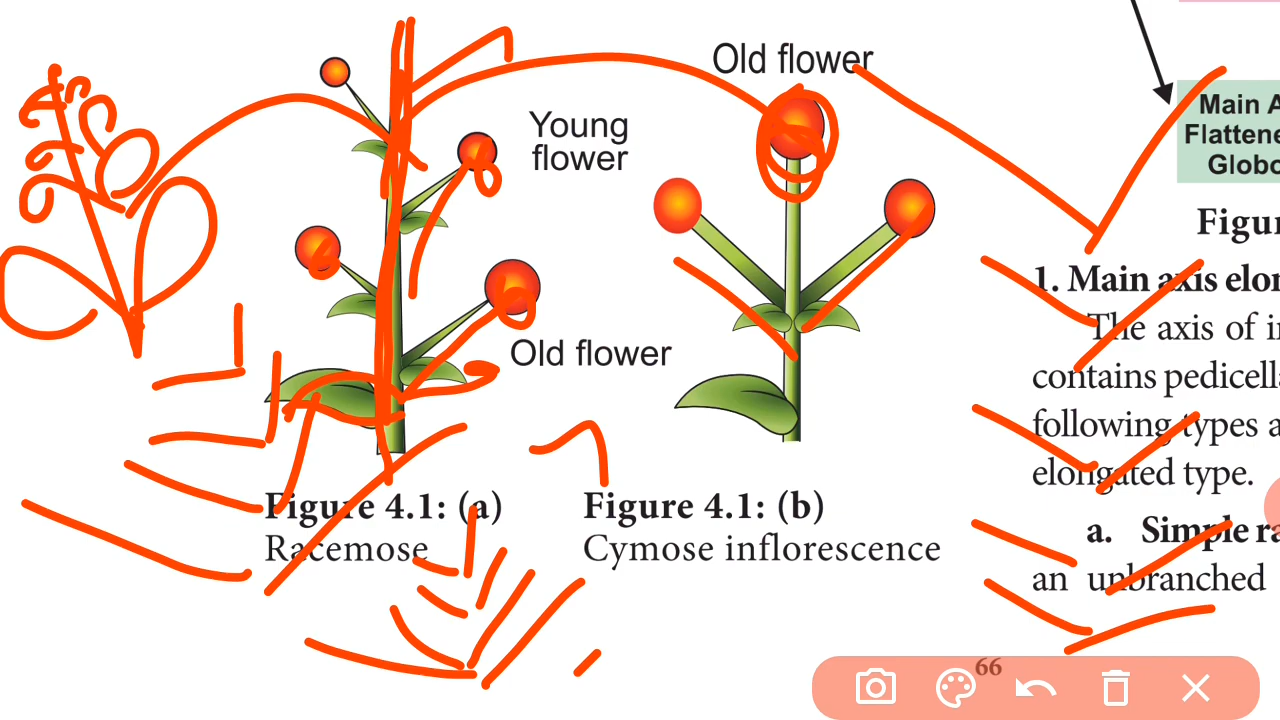 Old flower
Young
flower
Old flower
Figure 4.1: (a)
Racemose
Figure 4.1: (b)
Cymose inflorescence
Main A
Flattene
Globo
Figur
1. Main axis elon
The axis of in
contains pedicella
following types a
elongated type.
a. Simple ra
an unbranched
66